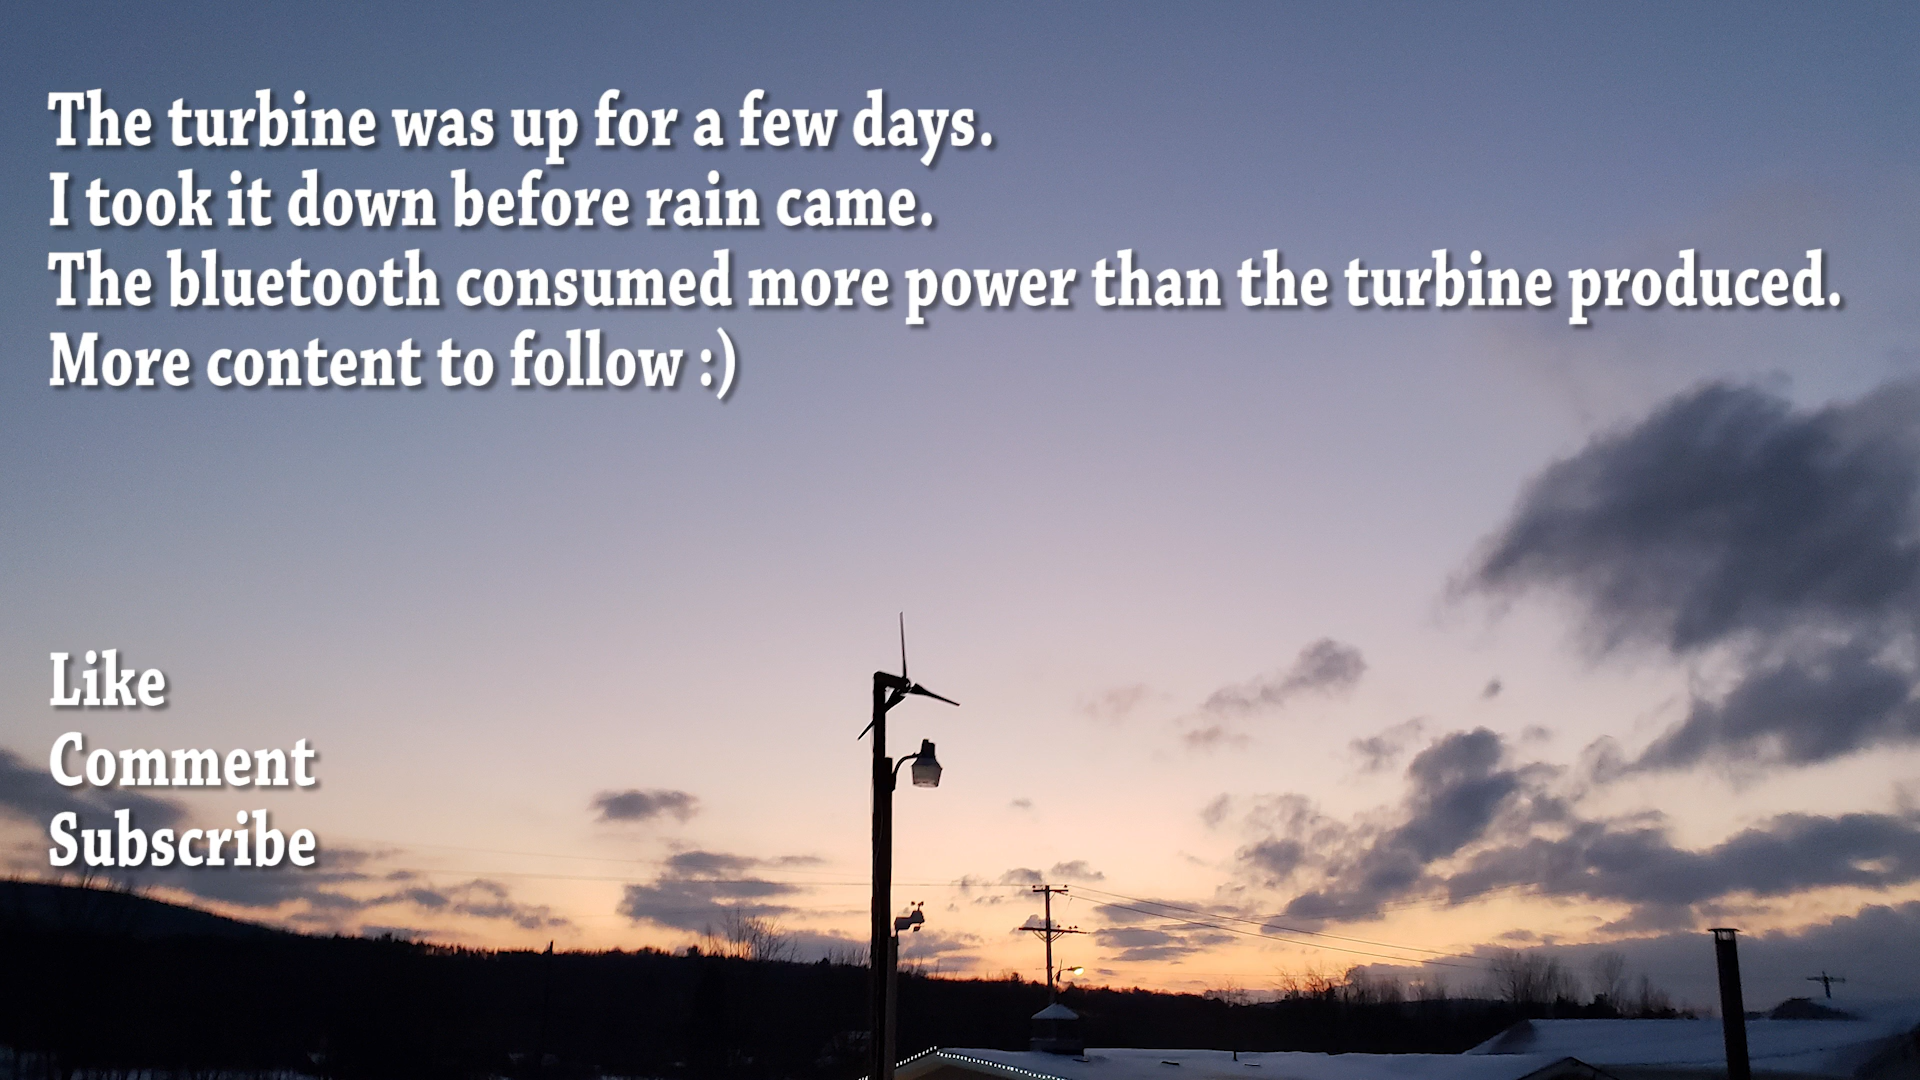 The turbine was up for a few days.
I took it down before rain came.
The bluetooth consumed more power than the turbine produced.
More content to follow :)
Like
Comment
Subscribe